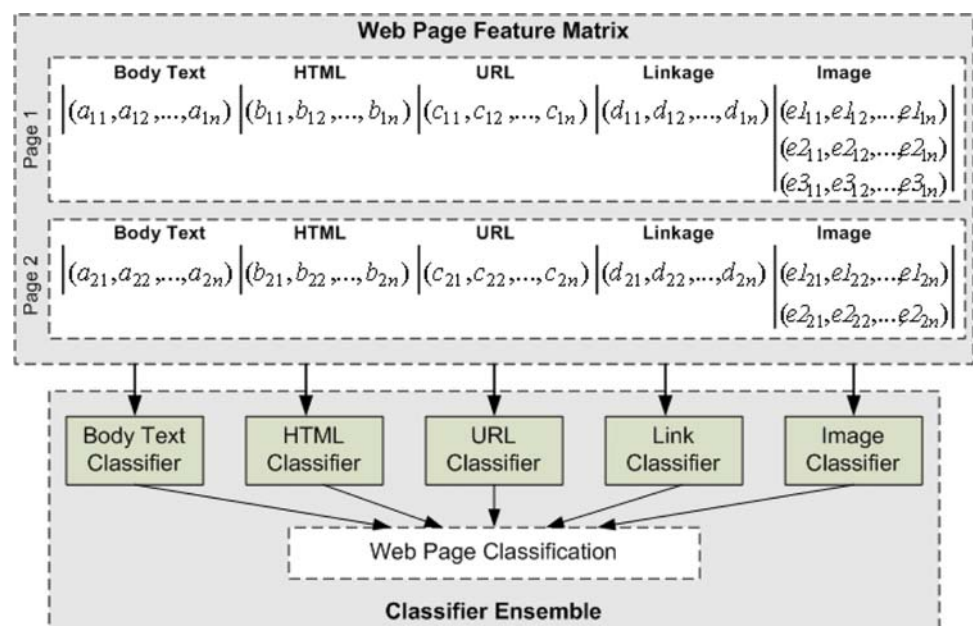 Web Page Feature Matrix
Page 1
Body Text HTML URL Linkage Image
|(a₁₁,a₁₂,...,a₁ₙ)|(b₁₁,b₁₂,...,b₁ₙ)|(c₁₁,c₁₂,...,c₁ₙ)|(d₁₁,d₁₂,...,d₁ₙ)|(e1₁₁,e1₁₂,...,e1₁ₙ)|
(e2₁₁,e2₁₂,...,e2₁ₙ)
(e3₁₁,e3₁₂,...,e3₁ₙ)
Page 2
Body Text HTML URL Linkage Image
|(a₂₁,a₂₂,...,a₂ₙ)|(b₂₁,b₂₂,...,b₂ₙ)|(c₂₁,c₂₂,...,c₂ₙ)|(d₂₁,d₂₂,...,d₂ₙ)|(e1₂₁,e1₂₂,...,e1₂ₙ)|
(e2₂₁,e2₂₂,...,e2₂ₙ)
Body Text
Classifier
HTML
Classifier
URL
Classifier
Link
Classifier
Image
Classifier
Web Page Classification
Classifier Ensemble